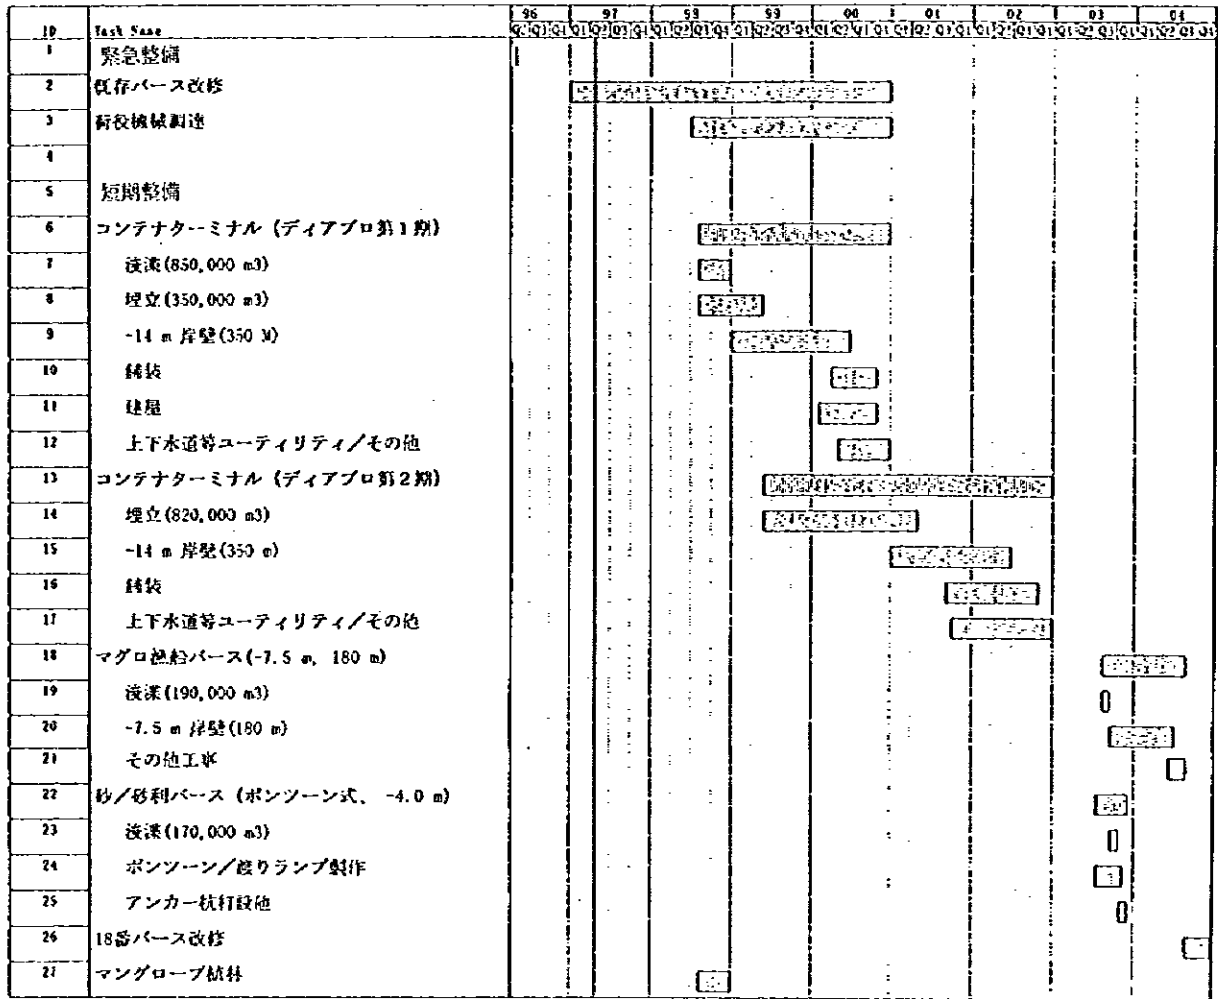 96 97 98 99 00 01 02 03 04
ID Task Name
1 緊急整備
2 既存バース改修
3 荷役機械調達
4
5 短期整備
6 コンテナターミナル (ディアブロ第1期)
7 浚渫(850,000 m3)
8 埋立(350,000 m3)
9 -14 m 岸壁(350 M)
10 舗装
11 建屋
12 上下水道等ユーティリティ/その他
13 コンテナターミナル (ディアブロ第2期)
14 埋立(820,000 m3)
15 -14 m 岸壁(350 m)
16 舗装
17 上下水道等ユーティリティ/その他
18 マグロ漁船バース(-7.5 m, 180 m)
19 浚渫(190,000 m3)
20 -7.5 m 岸壁(180 m)
21 その他工事
22 砂/砂利バース (ポンツーン式、 -4.0 m)
23 浚渫(170,000 m3)
24 ポンツーン/渡りランプ製作
25 アンカー杭打設他
26 18番バース改修
27 マングローブ植林